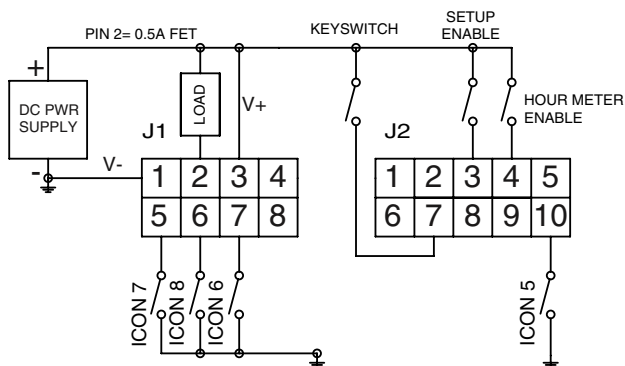 PIN 2= 0.5A FET
KEYSWITCH
SETUP
ENABLE
+
DC PWR
SUPPLY
-
LOAD
V+
HOUR METER
ENABLE
J1
J2
V-
1 2 3 4
5 6 7 8
1 2 3 4 5
6 7 8 9 10
ICON 7
ICON 8
ICON 6
ICON 5